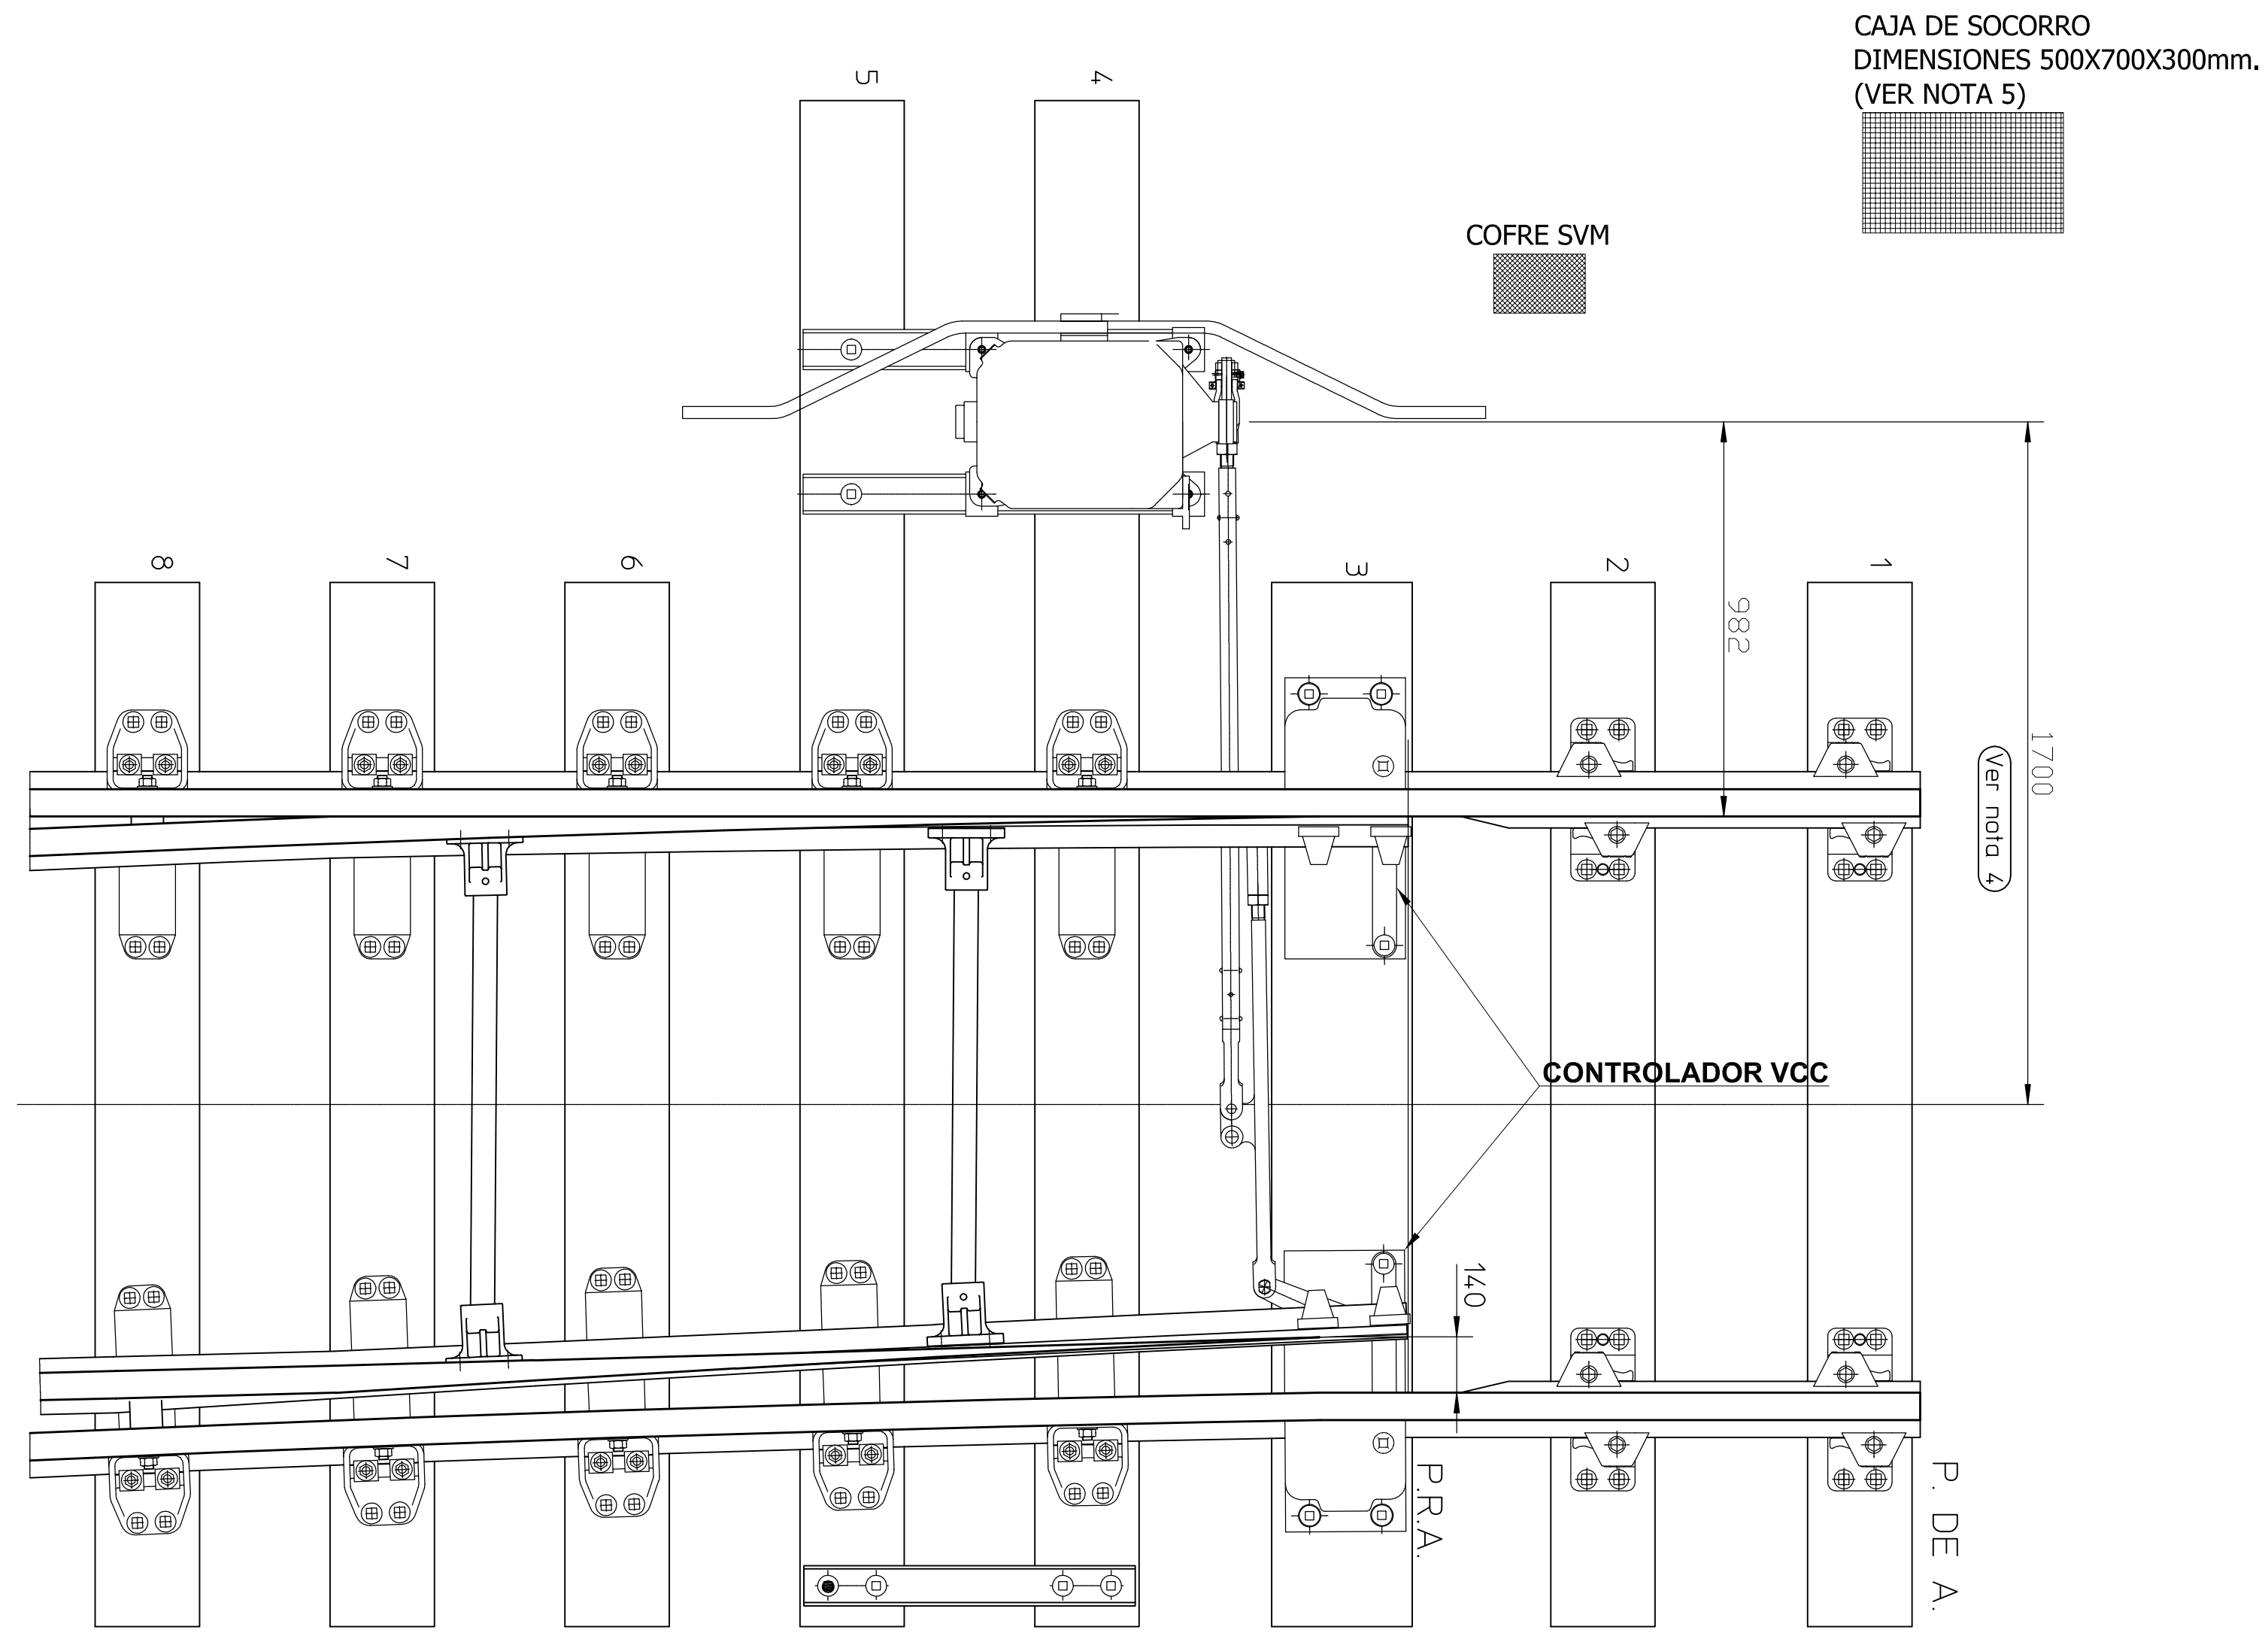 CAJA DE SOCORRO
DIMENSIONES 500X700X300mm.
(VER NOTA 5)
5
4
COFRE SVM
8
7
6
3
2
1
982
1700
Ver nota 4
CONTROLADOR VCC
140
P.R.A.
P. DE A.